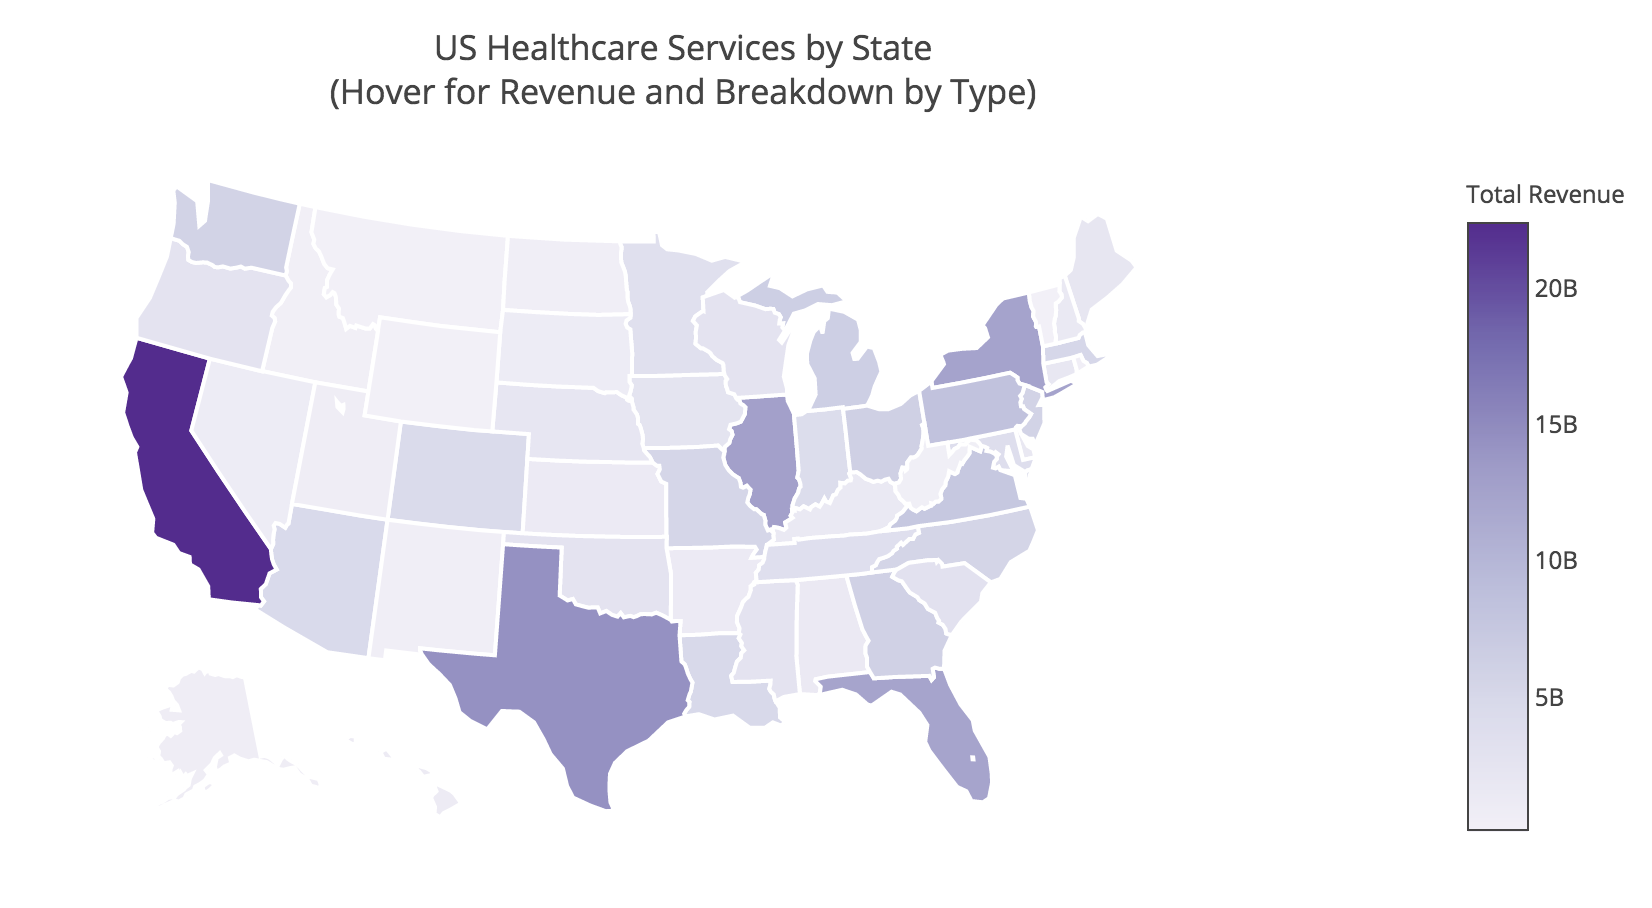 US Healthcare Services by State
(Hover for Revenue and Breakdown by Type)
Total Revenue
20B
15B
10B
5B